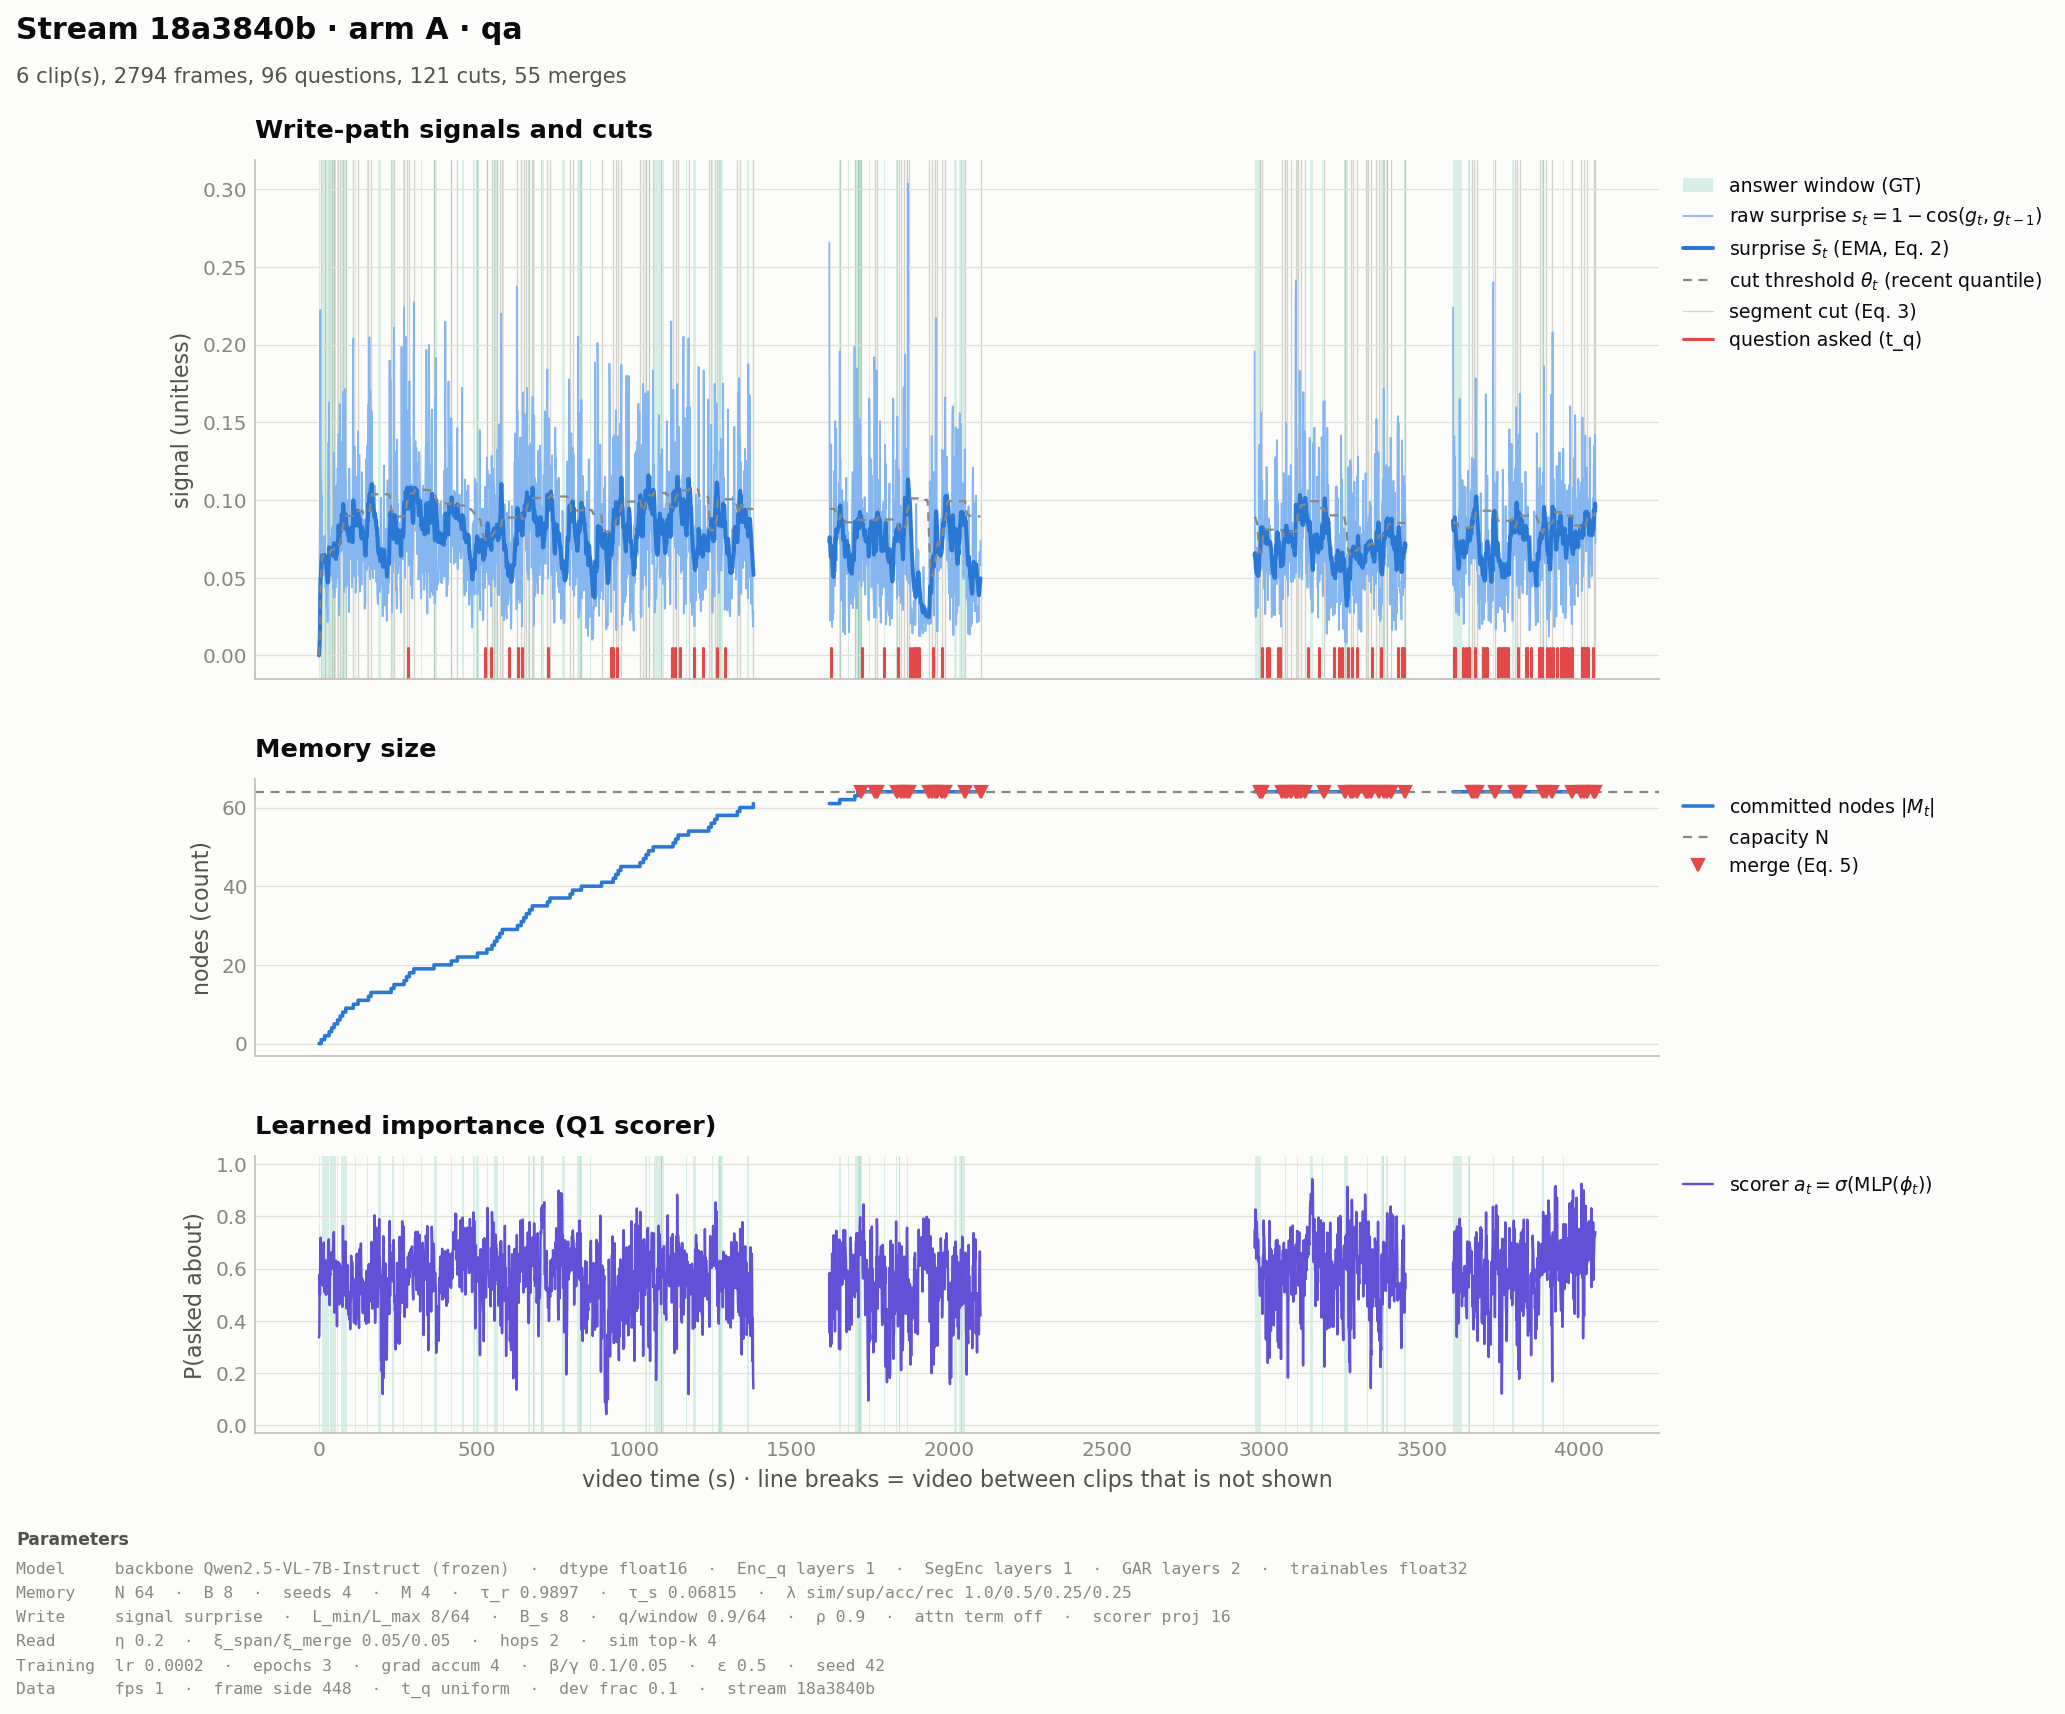 Stream 18a3840b · arm A · qa
6 clip(s), 2794 frames, 96 questions, 121 cuts, 55 merges
Write-path signals and cuts
signal (unitless)
0.30
0.25
0.20
0.15
0.10
0.05
0.00
answer window (GT)
raw surprise s_t = 1 − cos(g_t, g_{t−1})
surprise s̄_t (EMA, Eq. 2)
cut threshold θ_t (recent quantile)
segment cut (Eq. 3)
question asked (t_q)
Memory size
nodes (count)
60
40
20
0
committed nodes |M_t|
capacity N
merge (Eq. 5)
Learned importance (Q1 scorer)
P(asked about)
1.0
0.8
0.6
0.4
0.2
0.0
scorer a_t = σ(MLP(ϕ_t))
0 500 1000 1500 2000 2500 3000 3500 4000
video time (s) · line breaks = video between clips that is not shown
Parameters
Model backbone Qwen2.5-VL-7B-Instruct (frozen) · dtype float16 · Enc_q layers 1 · SegEnc layers 1 · GAR layers 2 · trainables float32
Memory N 64 · B 8 · seeds 4 · M 4 · τ_r 0.9897 · τ_s 0.06815 · λ sim/sup/acc/rec 1.0/0.5/0.25/0.25
Write signal surprise · L_min/L_max 8/64 · B_s 8 · q/window 0.9/64 · ρ 0.9 · attn term off · scorer proj 16
Read η 0.2 · ξ_span/ξ_merge 0.05/0.05 · hops 2 · sim top-k 4
Training lr 0.0002 · epochs 3 · grad accum 4 · β/γ 0.1/0.05 · ε 0.5 · seed 42
Data fps 1 · frame side 448 · t_q uniform · dev frac 0.1 · stream 18a3840b